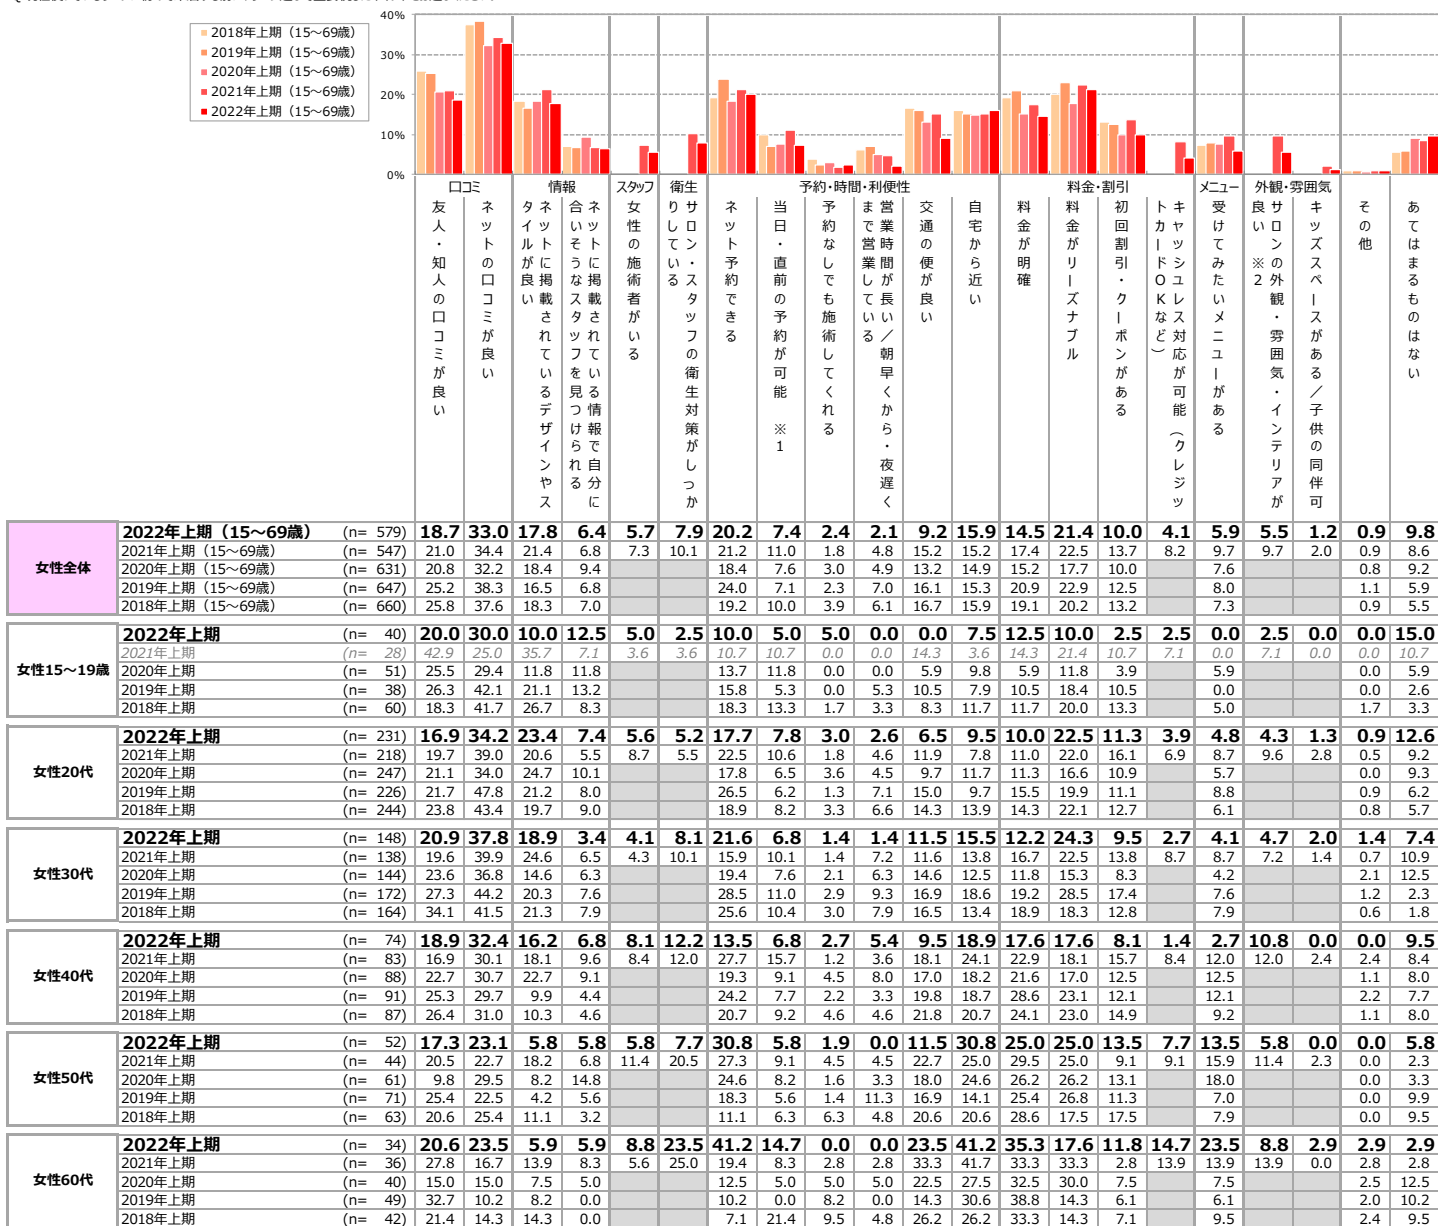 40%
30%
20%
10%
0%
2018年上期（15～69歳）
2019年上期（15～69歳）
2020年上期（15～69歳）
2021年上期（15～69歳）
2022年上期（15～69歳）
口コミ 情報 スタッフ 衛生 予約・時間・利便性 料金・割引 メニュー 外観・雰囲気
友人・知人の口コミが良い
ネットの口コミが良い
ネットに掲載されているデザインやス
タイルが良い
ネットに掲載されている情報で自分に
合いそうなスタッフを見つけられる
女性の施術者がいる
サロン・スタッフの衛生対策がしっか
りしている
ネット予約できる
当日・直前の予約が可能 ※1
予約なしでも施術してくれる
営業時間が長い／朝早くから・夜遅く
まで営業している
交通の便が良い
自宅から近い
料金が明確
料金がリーズナブル
初回割引・クーポンがある
キャッシュレス対応が可能（クレジッ
トカードOKなど）
受けてみたいメニューがある
サロンの外観・雰囲気・インテリアが
良い ※2
キッズスペースがある／子供の同伴可
その他
あてはまるものはない
女性全体
2022年上期（15～69歳） (n= 579) 18.7 33.0 17.8 6.4 5.7 7.9 20.2 7.4 2.4 2.1 9.2 15.9 14.5 21.4 10.0 4.1 5.9 5.5 1.2 0.9 9.8
2021年上期（15～69歳） (n= 547) 21.0 34.4 21.4 6.8 7.3 10.1 21.2 11.0 1.8 4.8 15.2 15.2 17.4 22.5 13.7 8.2 9.7 9.7 2.0 0.9 8.6
2020年上期（15～69歳） (n= 631) 20.8 32.2 18.4 9.4 18.4 7.6 3.0 4.9 13.2 14.9 15.2 17.7 10.0 7.6 0.8 9.2
2019年上期（15～69歳） (n= 647) 25.2 38.3 16.5 6.8 24.0 7.1 2.3 7.0 16.1 15.3 20.9 22.9 12.5 8.0 1.1 5.9
2018年上期（15～69歳） (n= 660) 25.8 37.6 18.3 7.0 19.2 10.0 3.9 6.1 16.7 15.9 19.1 20.2 13.2 7.3 0.9 5.5
女性15～19歳
2022年上期 (n= 40) 20.0 30.0 10.0 12.5 5.0 2.5 10.0 5.0 5.0 0.0 0.0 7.5 12.5 10.0 2.5 2.5 0.0 2.5 0.0 0.0 15.0
2021年上期 (n= 28) 42.9 25.0 35.7 7.1 3.6 3.6 10.7 10.7 0.0 0.0 14.3 3.6 14.3 21.4 10.7 7.1 0.0 7.1 0.0 0.0 10.7
2020年上期 (n= 51) 25.5 29.4 11.8 11.8 13.7 11.8 0.0 0.0 5.9 9.8 5.9 11.8 3.9 5.9 0.0 5.9
2019年上期 (n= 38) 26.3 42.1 21.1 13.2 15.8 5.3 0.0 5.3 10.5 7.9 10.5 18.4 10.5 0.0 0.0 2.6
2018年上期 (n= 60) 18.3 41.7 26.7 8.3 18.3 13.3 1.7 3.3 8.3 11.7 11.7 20.0 13.3 5.0 1.7 3.3
女性20代
2022年上期 (n= 231) 16.9 34.2 23.4 7.4 5.6 5.2 17.7 7.8 3.0 2.6 6.5 9.5 10.0 22.5 11.3 3.9 4.8 4.3 1.3 0.9 12.6
2021年上期 (n= 218) 19.7 39.0 20.6 5.5 8.7 5.5 22.5 10.6 1.8 4.6 11.9 7.8 11.0 22.0 16.1 6.9 8.7 9.6 2.8 0.5 9.2
2020年上期 (n= 247) 21.1 34.0 24.7 10.1 17.8 6.5 3.6 4.5 9.7 11.7 11.3 16.6 10.9 5.7 0.0 9.3
2019年上期 (n= 226) 21.7 47.8 21.2 8.0 26.5 6.2 1.3 7.1 15.0 9.7 15.5 19.9 11.1 8.8 0.9 6.2
2018年上期 (n= 244) 23.8 43.4 19.7 9.0 18.9 8.2 3.3 6.6 14.3 13.9 14.3 22.1 12.7 6.1 0.8 5.7
女性30代
2022年上期 (n= 148) 20.9 37.8 18.9 3.4 4.1 8.1 21.6 6.8 1.4 1.4 11.5 15.5 12.2 24.3 9.5 2.7 4.1 4.7 2.0 1.4 7.4
2021年上期 (n= 138) 19.6 39.9 24.6 6.5 4.3 10.1 15.9 10.1 1.4 7.2 11.6 13.8 16.7 22.5 13.8 8.7 8.7 7.2 1.4 0.7 10.9
2020年上期 (n= 144) 23.6 36.8 14.6 6.3 19.4 7.6 2.1 6.3 14.6 12.5 11.8 15.3 8.3 4.2 2.1 12.5
2019年上期 (n= 172) 27.3 44.2 20.3 7.6 28.5 11.0 2.9 9.3 16.9 18.6 19.2 28.5 17.4 7.6 1.2 2.3
2018年上期 (n= 164) 34.1 41.5 21.3 7.9 25.6 10.4 3.0 7.9 16.5 13.4 18.9 18.3 12.8 7.9 0.6 1.8
女性40代
2022年上期 (n= 74) 18.9 32.4 16.2 6.8 8.1 12.2 13.5 6.8 2.7 5.4 9.5 18.9 17.6 17.6 8.1 1.4 2.7 10.8 0.0 0.0 9.5
2021年上期 (n= 83) 16.9 30.1 18.1 9.6 8.4 12.0 27.7 15.7 1.2 3.6 18.1 24.1 22.9 18.1 15.7 8.4 12.0 12.0 2.4 2.4 8.4
2020年上期 (n= 88) 22.7 30.7 22.7 9.1 19.3 9.1 4.5 8.0 17.0 18.2 21.6 17.0 12.5 12.5 1.1 8.0
2019年上期 (n= 91) 25.3 29.7 9.9 4.4 24.2 7.7 2.2 3.3 19.8 18.7 28.6 23.1 12.1 12.1 2.2 7.7
2018年上期 (n= 87) 26.4 31.0 10.3 4.6 20.7 9.2 4.6 4.6 21.8 20.7 24.1 23.0 14.9 9.2 1.1 8.0
女性50代
2022年上期 (n= 52) 17.3 23.1 5.8 5.8 5.8 7.7 30.8 5.8 1.9 0.0 11.5 30.8 25.0 25.0 13.5 7.7 13.5 5.8 0.0 0.0 5.8
2021年上期 (n= 44) 20.5 22.7 18.2 6.8 11.4 20.5 27.3 9.1 4.5 4.5 22.7 25.0 29.5 25.0 9.1 9.1 15.9 11.4 2.3 0.0 2.3
2020年上期 (n= 61) 9.8 29.5 8.2 14.8 24.6 8.2 1.6 3.3 18.0 24.6 26.2 26.2 13.1 18.0 0.0 3.3
2019年上期 (n= 71) 25.4 22.5 4.2 5.6 18.3 5.6 1.4 11.3 16.9 14.1 25.4 26.8 11.3 7.0 0.0 9.9
2018年上期 (n= 63) 20.6 25.4 11.1 3.2 11.1 6.3 6.3 4.8 20.6 20.6 28.6 17.5 17.5 7.9 0.0 9.5
女性60代
2022年上期 (n= 34) 20.6 23.5 5.9 5.9 8.8 23.5 41.2 14.7 0.0 0.0 23.5 41.2 35.3 17.6 11.8 14.7 23.5 8.8 2.9 2.9 2.9
2021年上期 (n= 36) 27.8 16.7 13.9 8.3 5.6 25.0 19.4 8.3 2.8 2.8 33.3 41.7 33.3 33.3 2.8 13.9 13.9 13.9 0.0 2.8 2.8
2020年上期 (n= 40) 15.0 15.0 7.5 5.0 12.5 5.0 5.0 5.0 22.5 27.5 32.5 30.0 7.5 7.5 2.5 12.5
2019年上期 (n= 49) 32.7 10.2 8.2 0.0 10.2 0.0 8.2 0.0 14.3 30.6 38.8 14.3 6.1 6.1 2.0 10.2
2018年上期 (n= 42) 21.4 14.3 14.3 0.0 7.1 21.4 9.5 4.8 26.2 26.2 33.3 14.3 7.1 9.5 2.4 9.5